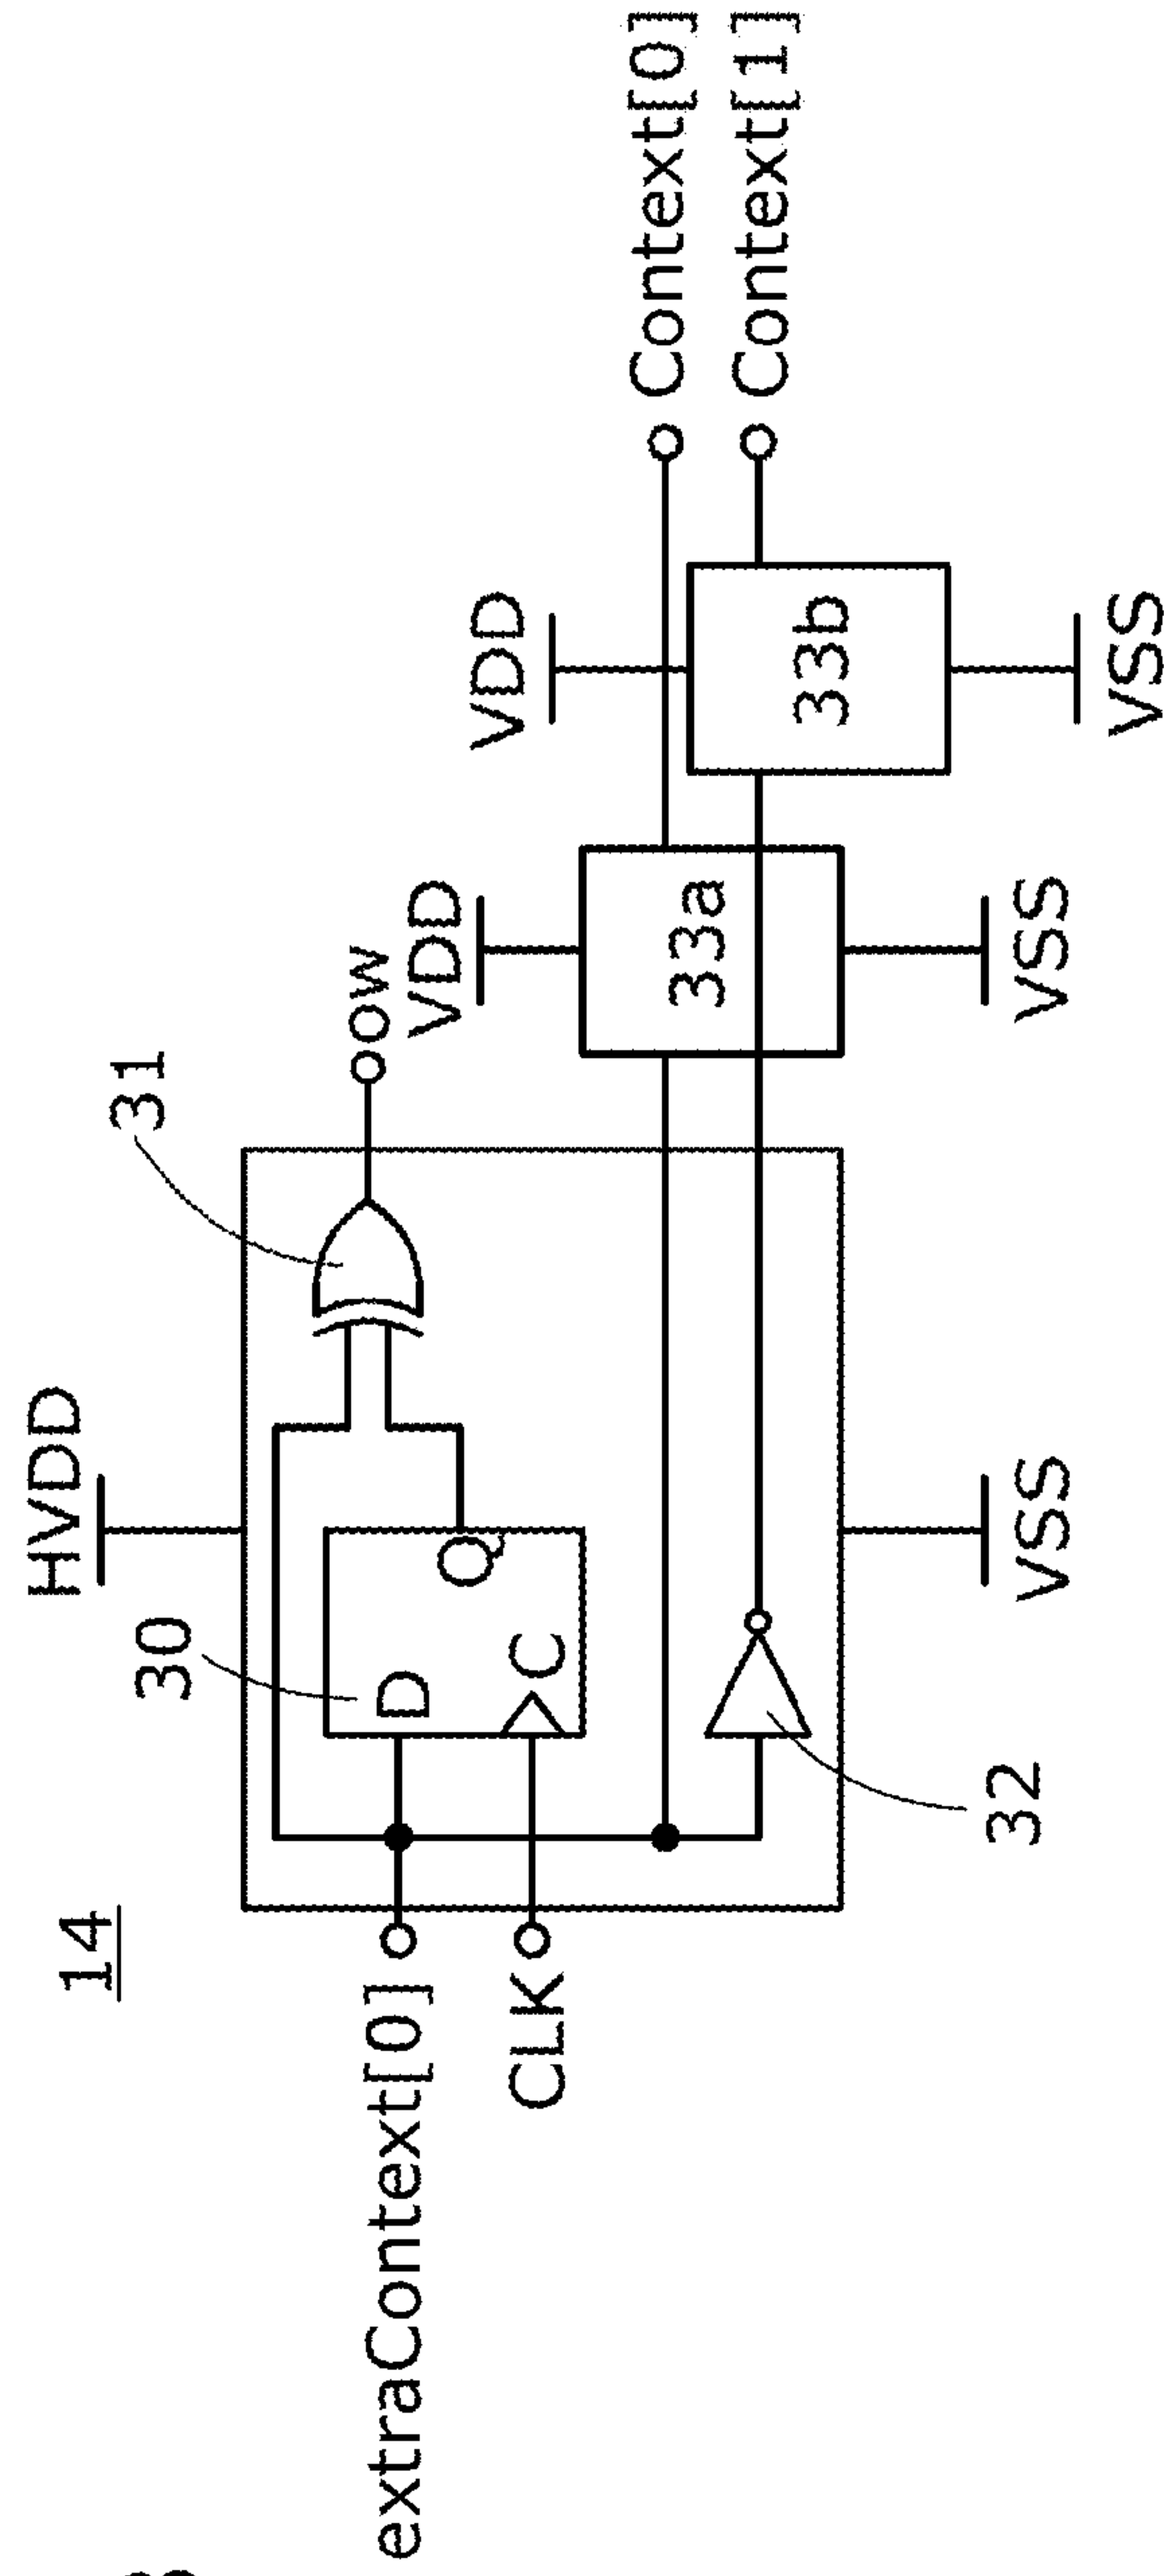 14
HVDD
30
31
extraContext[0]
D
Q
ow
VDD
CLK
C
VDD
33a
Context[0]
33b
Context[1]
32
VSS
VSS
VSS